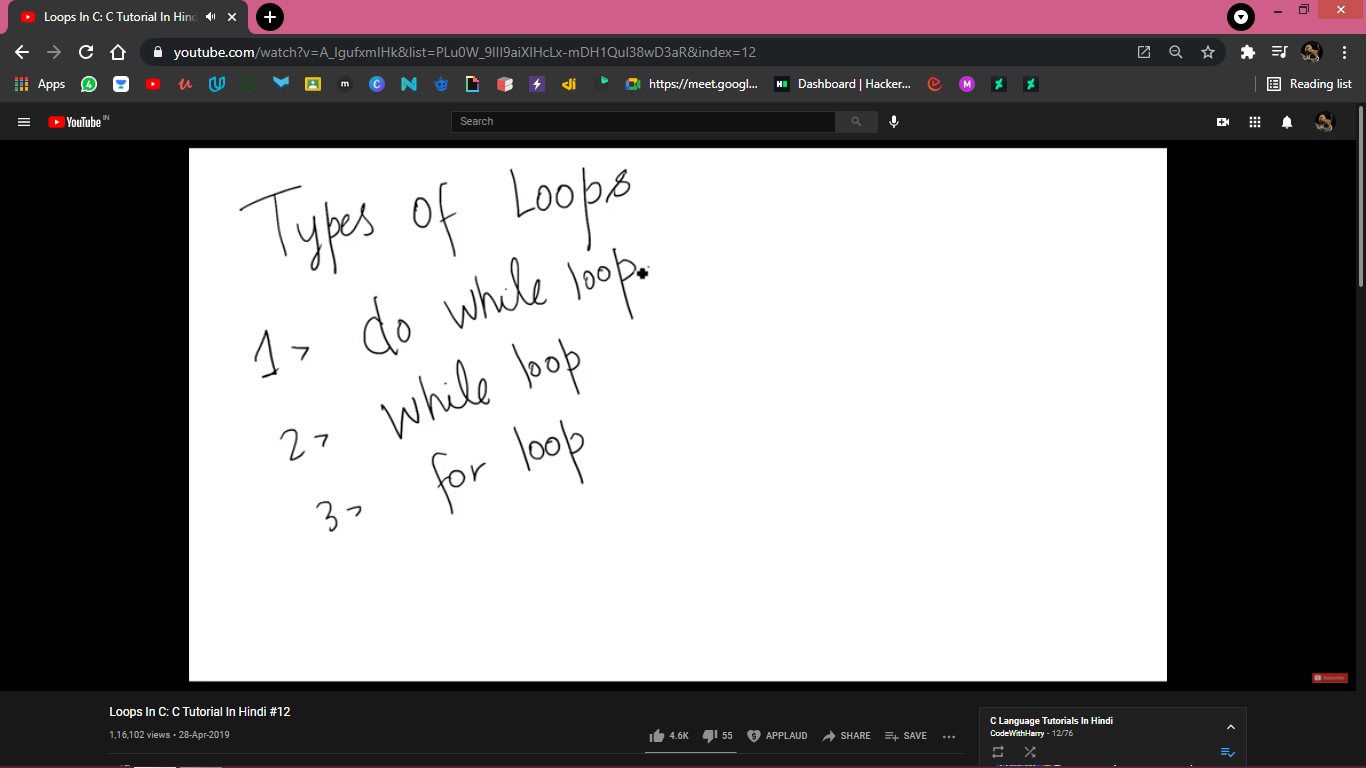 Loops In C: C Tutorial In Hind
youtube.com/watch?v=A_IgufxmIHk&list=PLu0W_9lII9aiXlHcLx-mDH1QuI38wD3aR&index=12
Apps
https://meet.googl...
Dashboard | Hacker...
Reading list
YouTube IN
Search
Types of Loops
1> do while loop
2> while loop
3> for loop
Subscribe
Loops In C: C Tutorial In Hindi #12
1,16,102 views • 28-Apr-2019
4.6K
55
APPLAUD
SHARE
SAVE
C Language Tutorials In Hindi
CodeWithHarry - 12/76